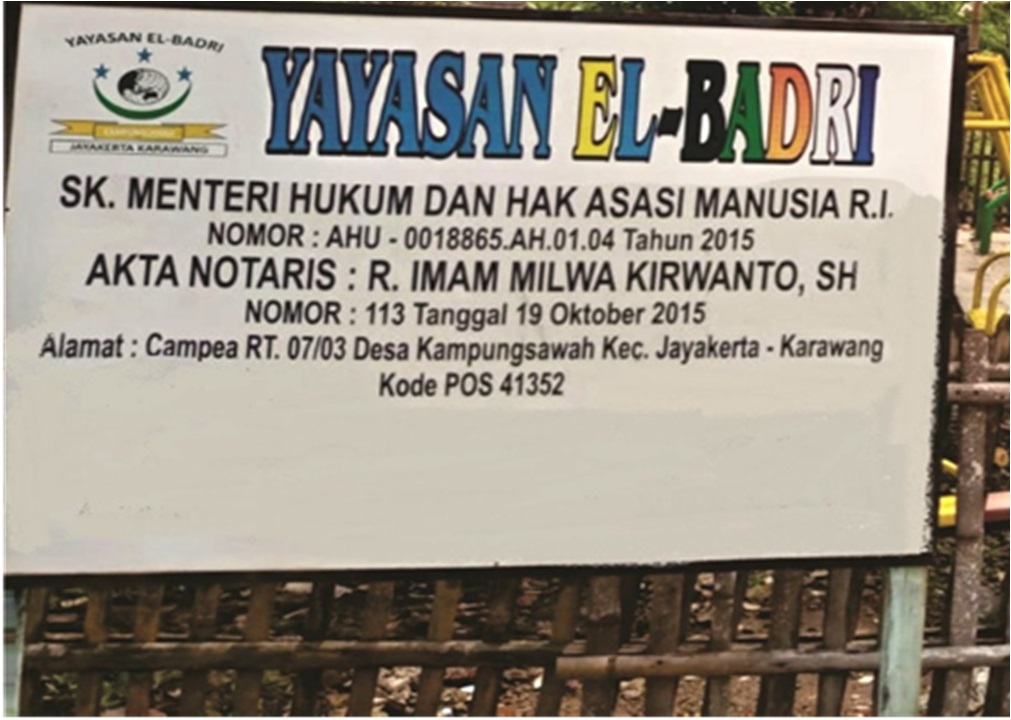 YAYASAN EL-BADRI
KAMPUNGSAWAH
JAYAKERTA KARAWANG
YAYASAN EL-BADRI
SK. MENTERI HUKUM DAN HAK ASASI MANUSIA R.I.
NOMOR : AHU - 0018865.AH.01.04 Tahun 2015
AKTA NOTARIS : R. IMAM MILWA KIRWANTO, SH
NOMOR : 113 Tanggal 19 Oktober 2015
Alamat : Campea RT. 07/03 Desa Kampungsawah Kec. Jayakerta - Karawang
Kode POS 41352